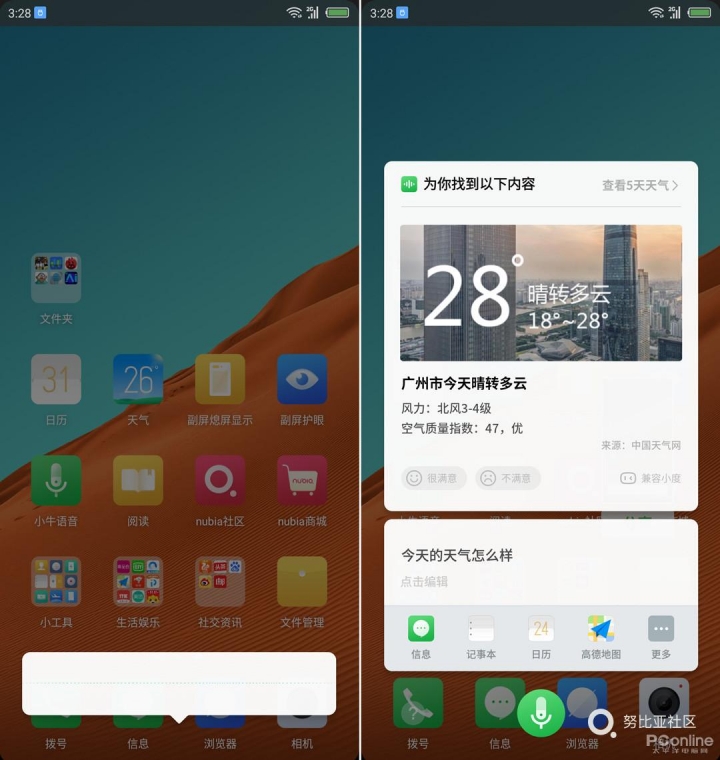 3:28
文件夹
31
26°
日历
天气
副屏熄屏显示
副屏护眼
nubia
小牛语音
阅读
nubia社区
nubia商城
小工具
生活娱乐
社交资讯
文件管理
拨号
信息
浏览器
相机
3:28
为你找到以下内容
查看5天天气
28°
晴转多云
18°~28°
广州市今天晴转多云
风力：北风3-4级
空气质量指数：47，优
来源：中国天气网
很满意
不满意
兼容小度
今天的天气怎么样
点击编辑
24
信息
记事本
日历
高德地图
更多
努比亚社区
拨号
信息
浏览器
PConline
太平洋电脑网